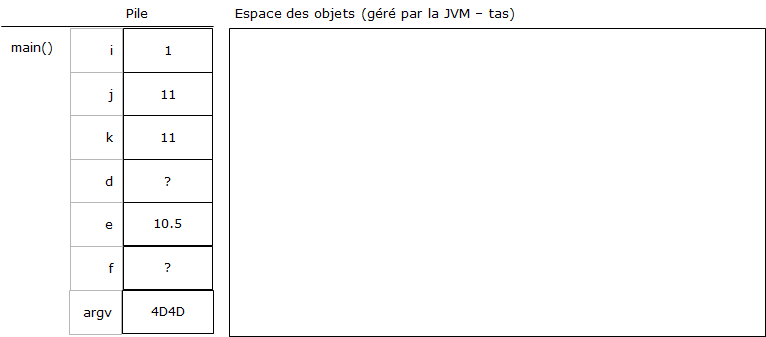 Pile Espace des objets (géré par la JVM – tas)
main() i 1
j 11
k 11
d ?
e 10.5
f ?
argv 4D4D